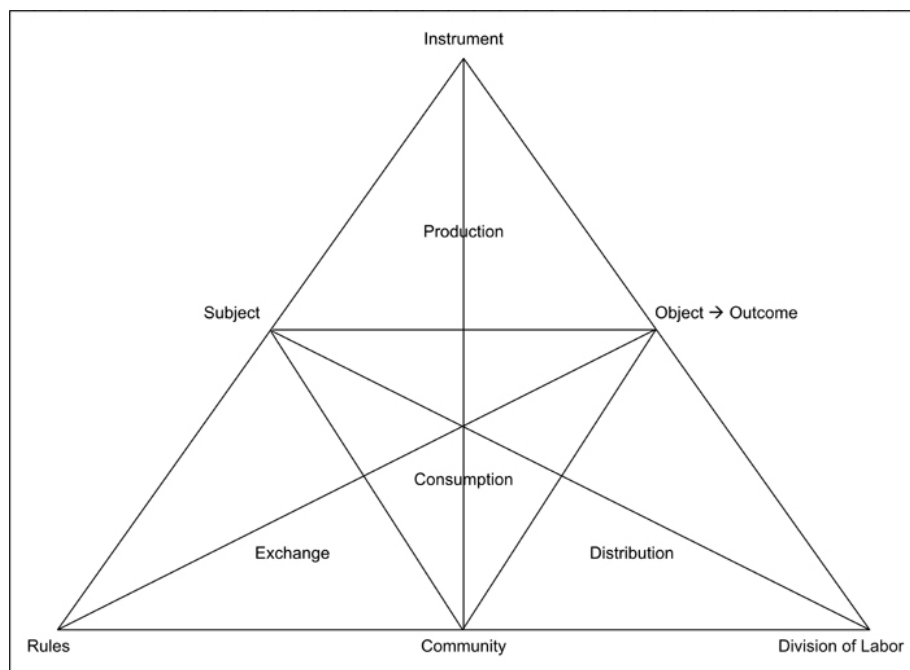 Instrument
Production
Subject
Object → Outcome
Consumption
Exchange
Distribution
Rules
Community
Division of Labor